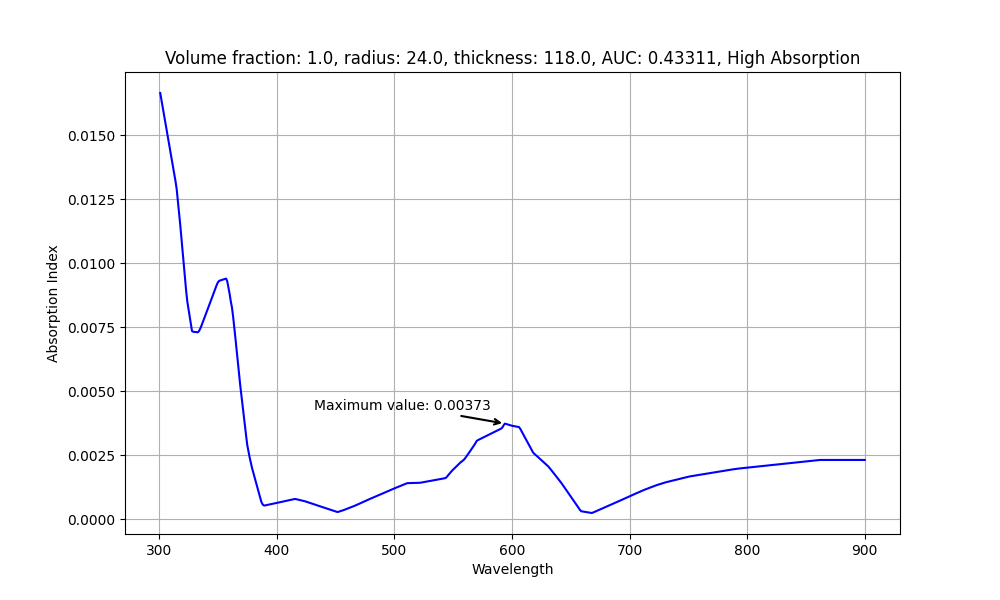 Volume fraction: 1.0, radius: 24.0, thickness: 118.0, AUC: 0.43311, High Absorption
0.0150
0.0125
0.0100
0.0075
0.0050
0.0025
0.0000
Absorption Index
Maximum value: 0.00373
300 400 500 600 700 800 900
Wavelength